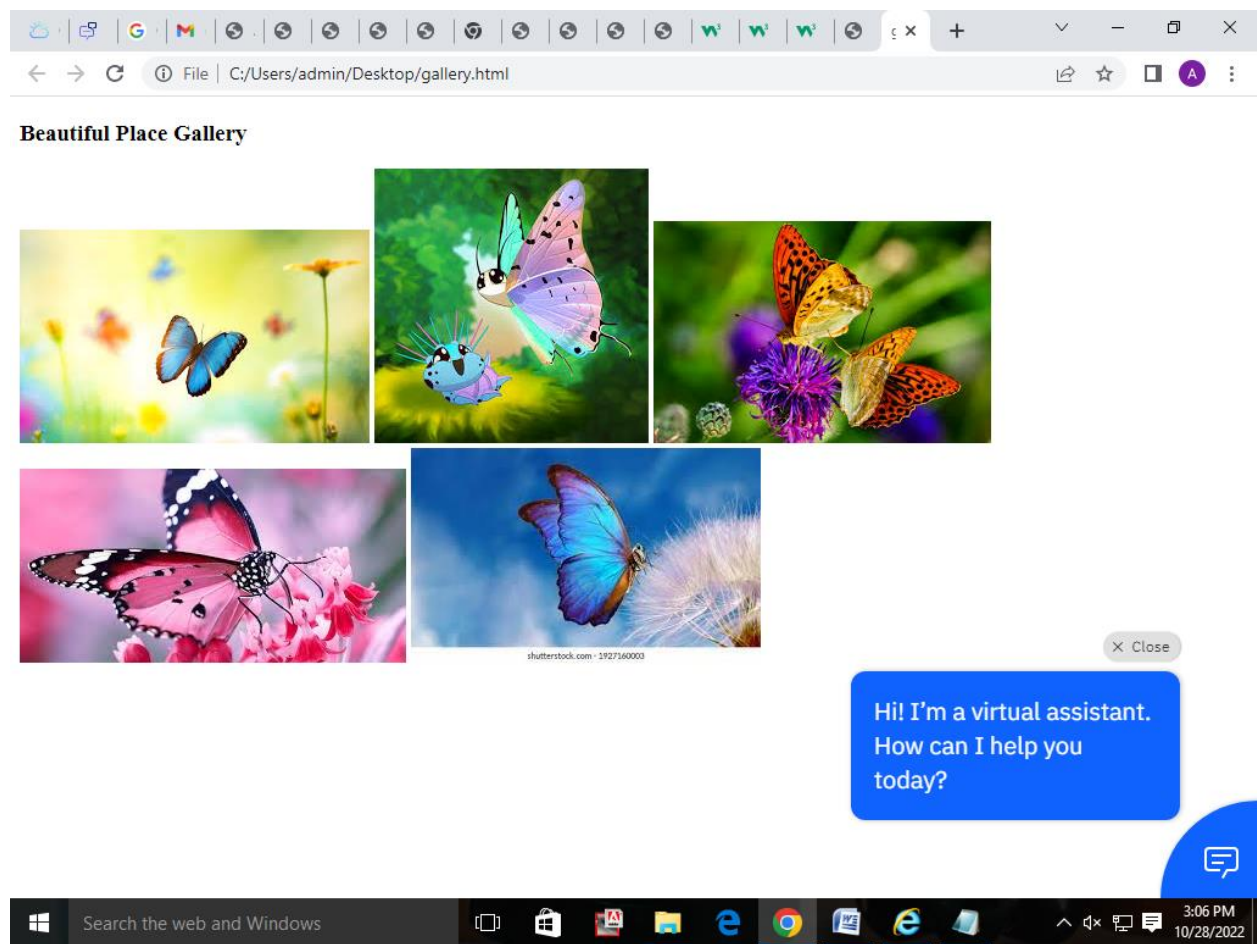 File C:/Users/admin/Desktop/gallery.html
A
Beautiful Place Gallery
shutterstock.com · 1927160003
× Close
Hi! I'm a virtual assistant.
How can I help you
today?
Search the web and Windows
3:06 PM
10/28/2022